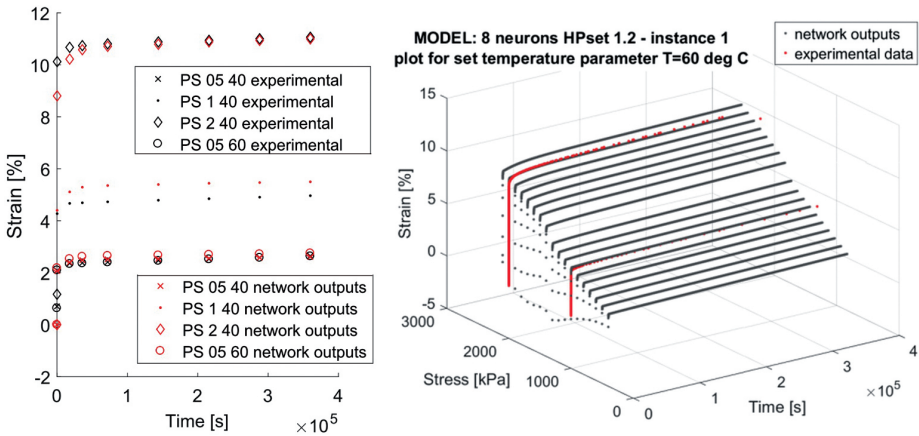 12
10
8
6
4
2
0
-2
Strain [%]
PS 05 40 experimental
PS 1 40 experimental
PS 2 40 experimental
PS 05 60 experimental
PS 05 40 network outputs
PS 1 40 network outputs
PS 2 40 network outputs
PS 05 60 network outputs
0 1 2 3 4
Time [s]
×10^5
MODEL: 8 neurons HPset 1.2 - instance 1
plot for set temperature parameter T=60 deg C
network outputs
experimental data
15
10
5
0
-5
Strain [%]
3000
2000
1000
0
Stress [kPa]
0
1
2
3
4
×10^5
Time [s]